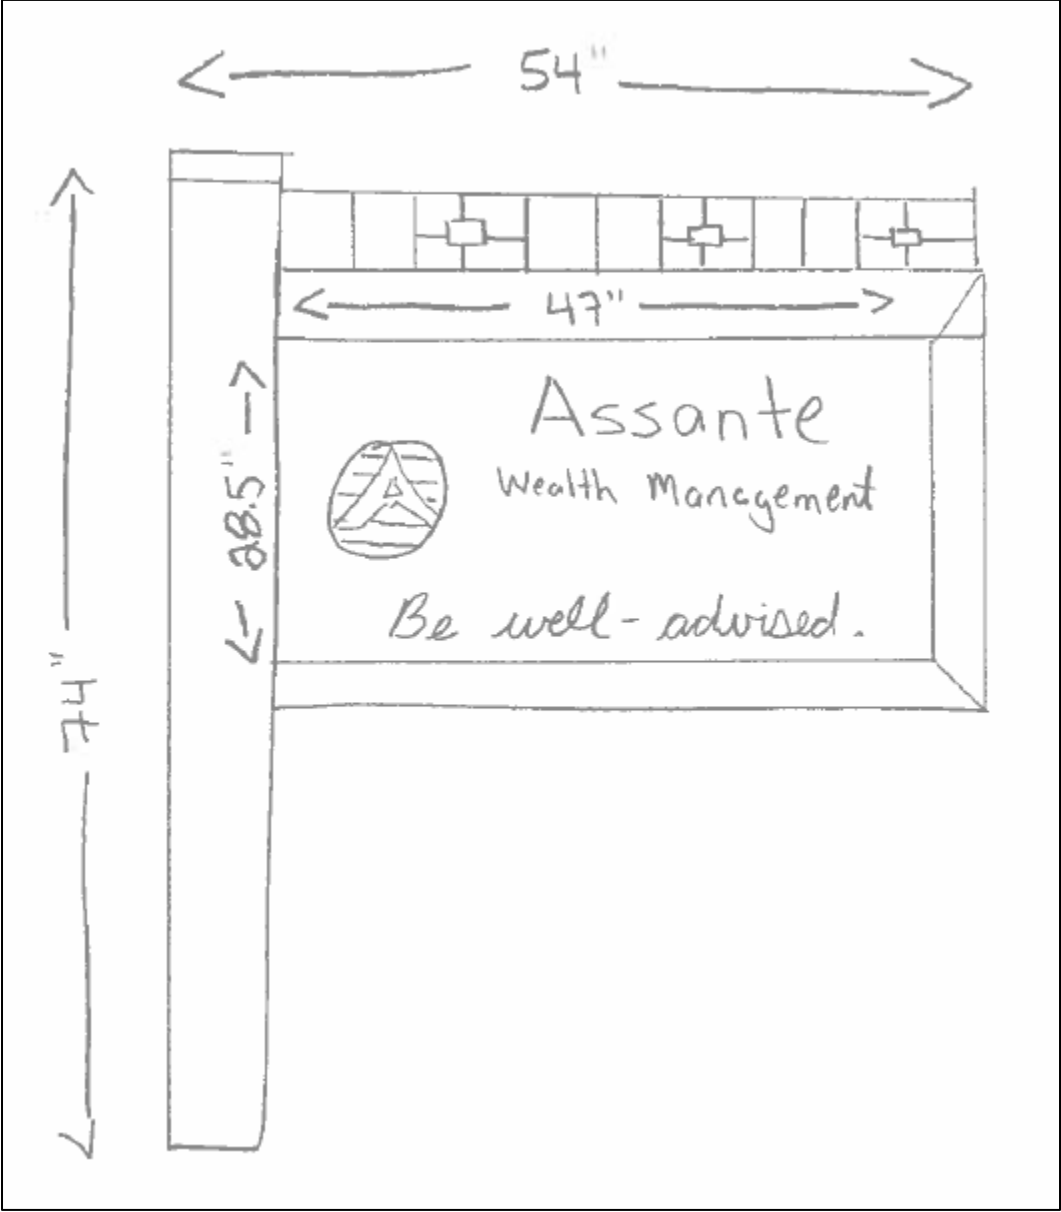 54"
47"
28.5"
74"
Assante
Wealth Management
Be well-advised.